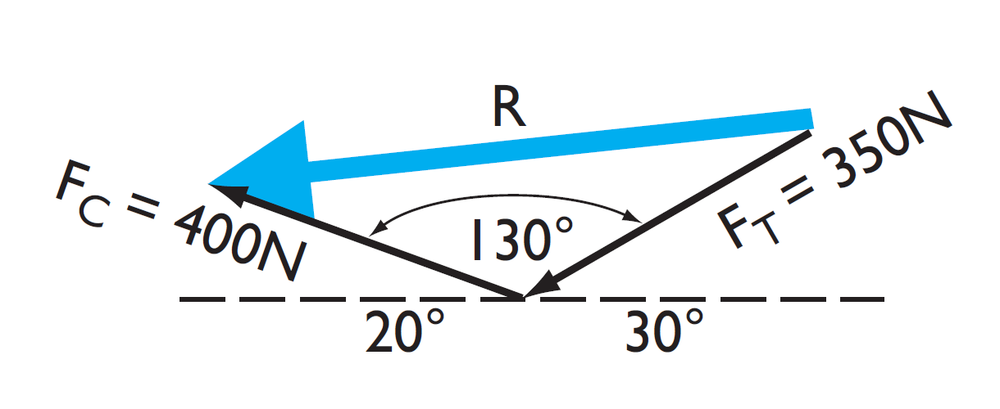 R
F_C = 400N
130°
F_T = 350N
20°
30°